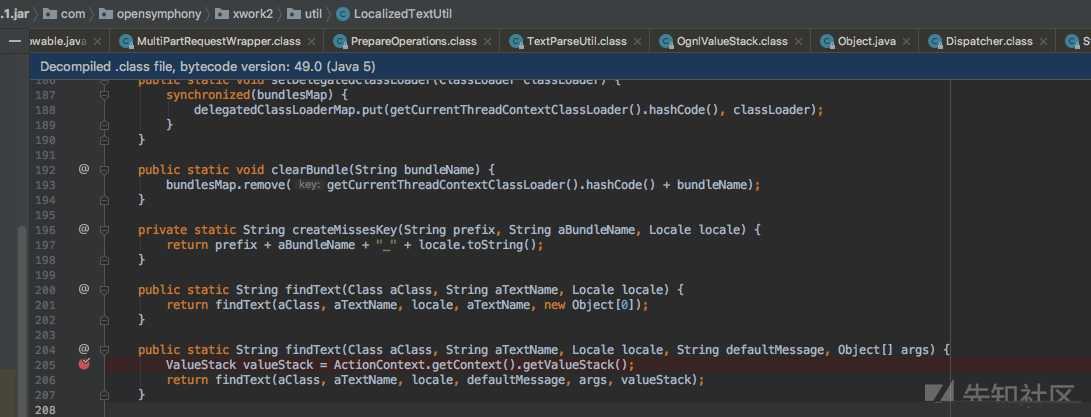 .1.jar com opensymphony xwork2 util LocalizedTextUtil
owable.java MultiPartRequestWrapper.class PrepareOperations.class TextParseUtil.class OgnlValueStack.class Object.java Dispatcher.class S
Decompiled .class file, bytecode version: 49.0 (Java 5)
186 public static void setDelegatedClassLoader(ClassLoader classLoader) {
187 synchronized(bundlesMap) {
188 delegatedClassLoaderMap.put(getCurrentThreadContextClassLoader().hashCode(), classLoader);
189 }
190 }
191
192 @ public static void clearBundle(String bundleName) {
193 bundlesMap.remove( key: getCurrentThreadContextClassLoader().hashCode() + bundleName);
194 }
195
196 @ private static String createMissesKey(String prefix, String aBundleName, Locale locale) {
197 return prefix + aBundleName + "_" + locale.toString();
198 }
199
200 @ public static String findText(Class aClass, String aTextName, Locale locale) {
201 return findText(aClass, aTextName, locale, aTextName, new Object[0]);
202 }
203
204 @ public static String findText(Class aClass, String aTextName, Locale locale, String defaultMessage, Object[] args) {
205 ValueStack valueStack = ActionContext.getContext().getValueStack();
206 return findText(aClass, aTextName, locale, defaultMessage, args, valueStack);
207 }
208
先知社区